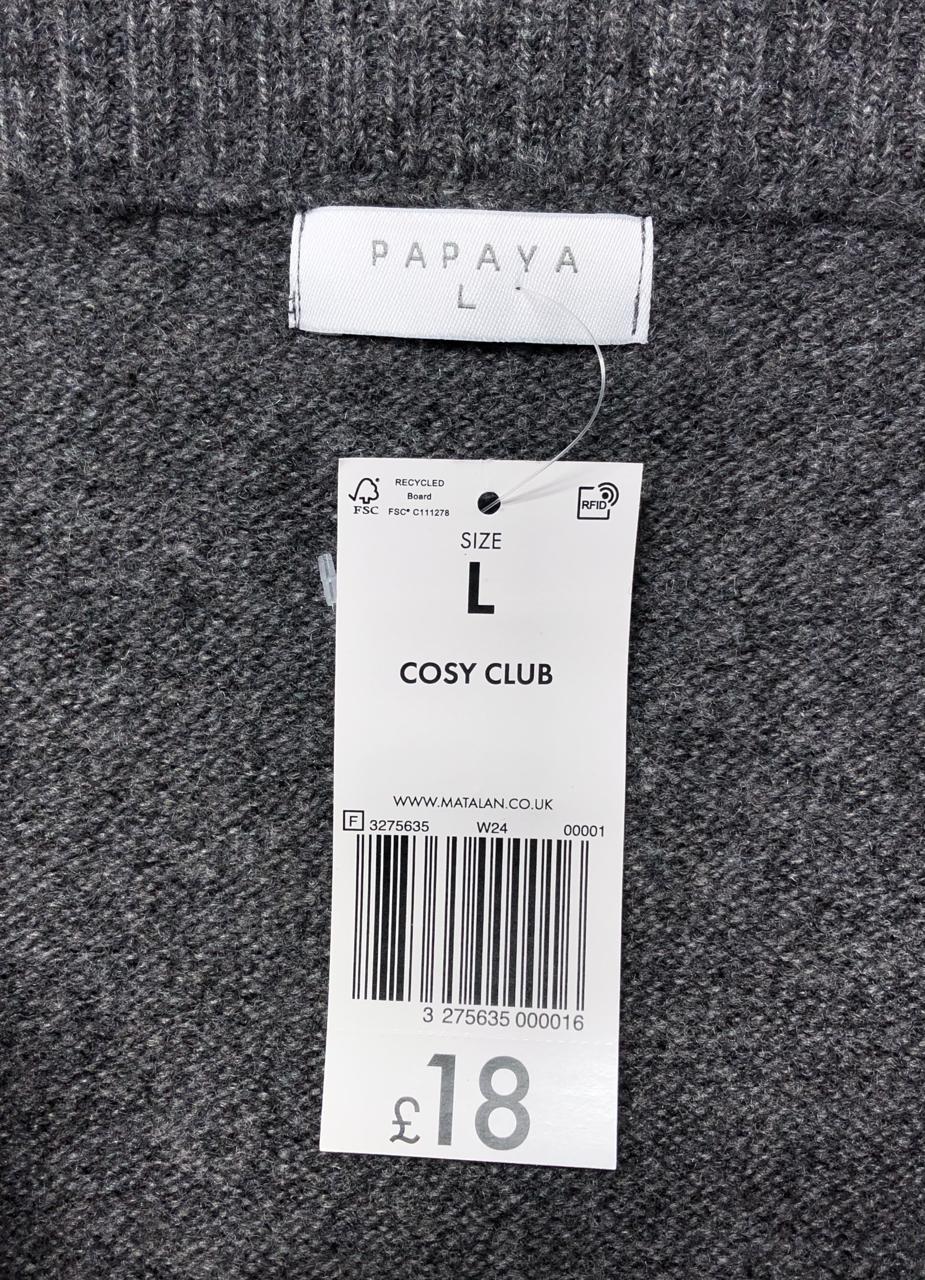 PAPAYA
L
RECYCLED
Board
FSC® C111278
FSC
RFID
SIZE
L
COSY CLUB
WWW.MATALAN.CO.UK
F 3275635 W24 00001
3 275635 000016
£18